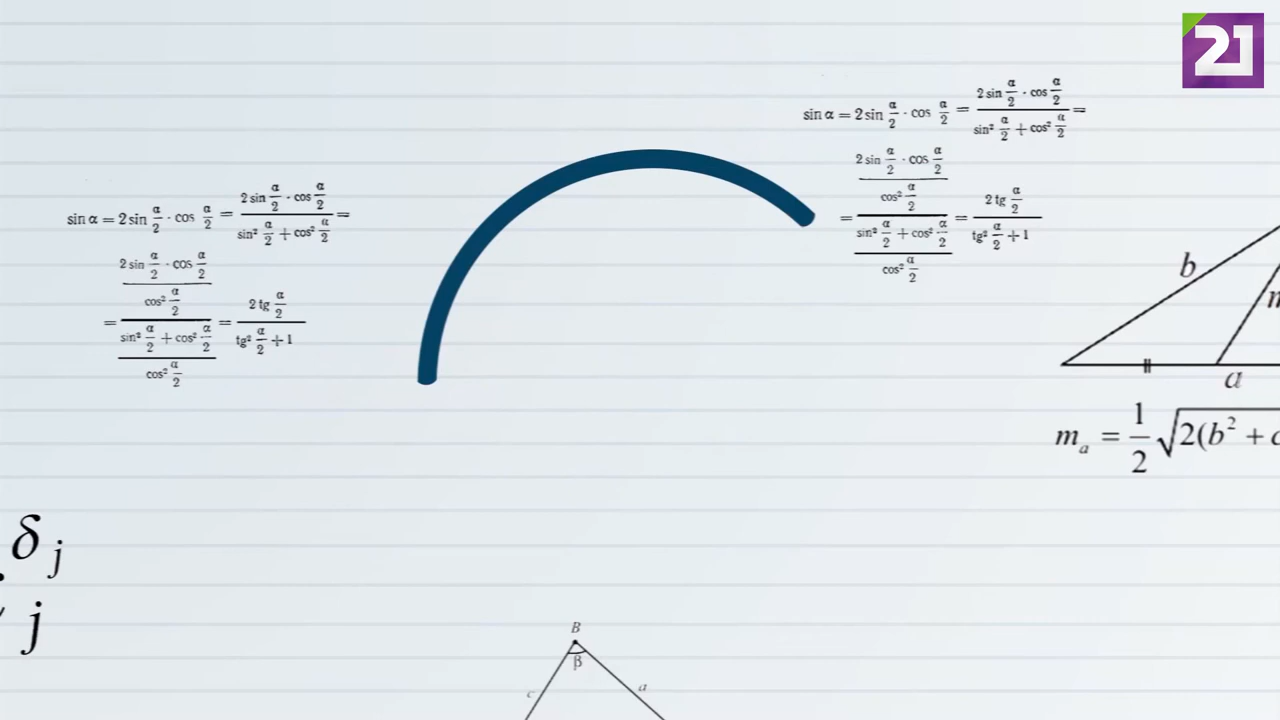 21
sin α = 2 sin α/2 · cos α/2 = (2 sin α/2 · cos α/2)/(sin² α/2 + cos² α/2) =
= ((2 sin α/2 · cos α/2)/(cos² α/2))/((sin² α/2 + cos² α/2)/(cos² α/2)) = (2 tg α/2)/(tg² α/2 + 1)
sin α = 2 sin α/2 · cos α/2 = (2 sin α/2 · cos α/2)/(sin² α/2 + cos² α/2) =
= ((2 sin α/2 · cos α/2)/(cos² α/2))/((sin² α/2 + cos² α/2)/(cos² α/2)) = (2 tg α/2)/(tg² α/2 + 1)
b
a
mₐ = 1/2 √2(b² +
δ j
j
B
β
c
a